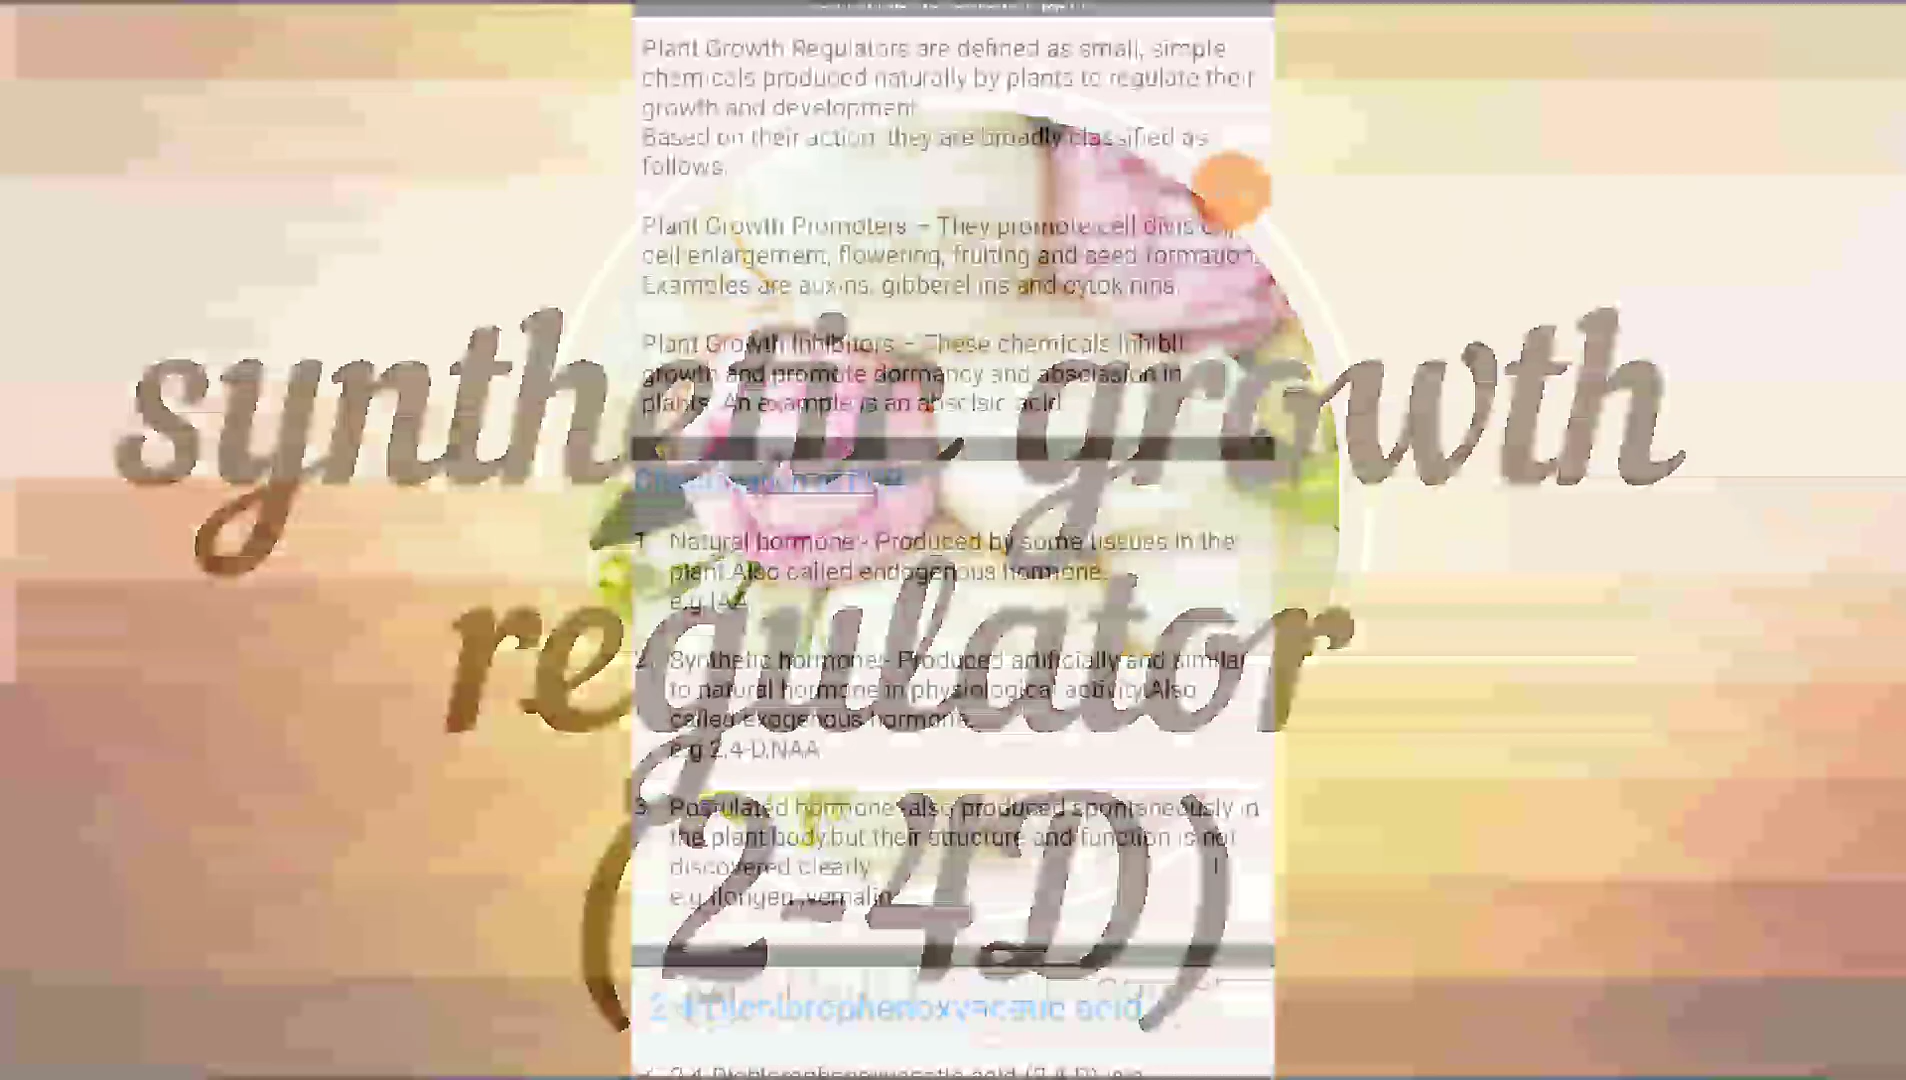 Plant Growth Regulators are defined as small, simple
chemicals produced naturally by plants to regulate their
growth and development.
Based on their action, they are broadly classified as
follows:
Plant Growth Promoters – They promote cell division,
cell enlargement, flowering, fruiting and seed formation.
Examples are auxins, gibberellins and cytokinins.
Plant Growth Inhibitors – These chemicals inhibit
growth and promote dormancy and abscission in
plants. An example is an abscisic acid.
synthetic growth
regulator
(2-4D)
1. Natural hormone:- Produced by some tissues in the
plant.Also called endogenous hormone.
e.g.IAA
2. Synthetic hormone:- Produced artificially and similar
to natural hormone in physiological activity.Also
called exogenous hormone.
e.g.2,4-D,NAA
3. Postulated hormone-also produced spontaneously in
the plant body,but their structure and function is not
discovered clearly.
e.g.florigen,vernalin
2,4-Dichlorophenoxyacetic acid
2,4-Dichlorophenoxyacetic acid (2,4-D)